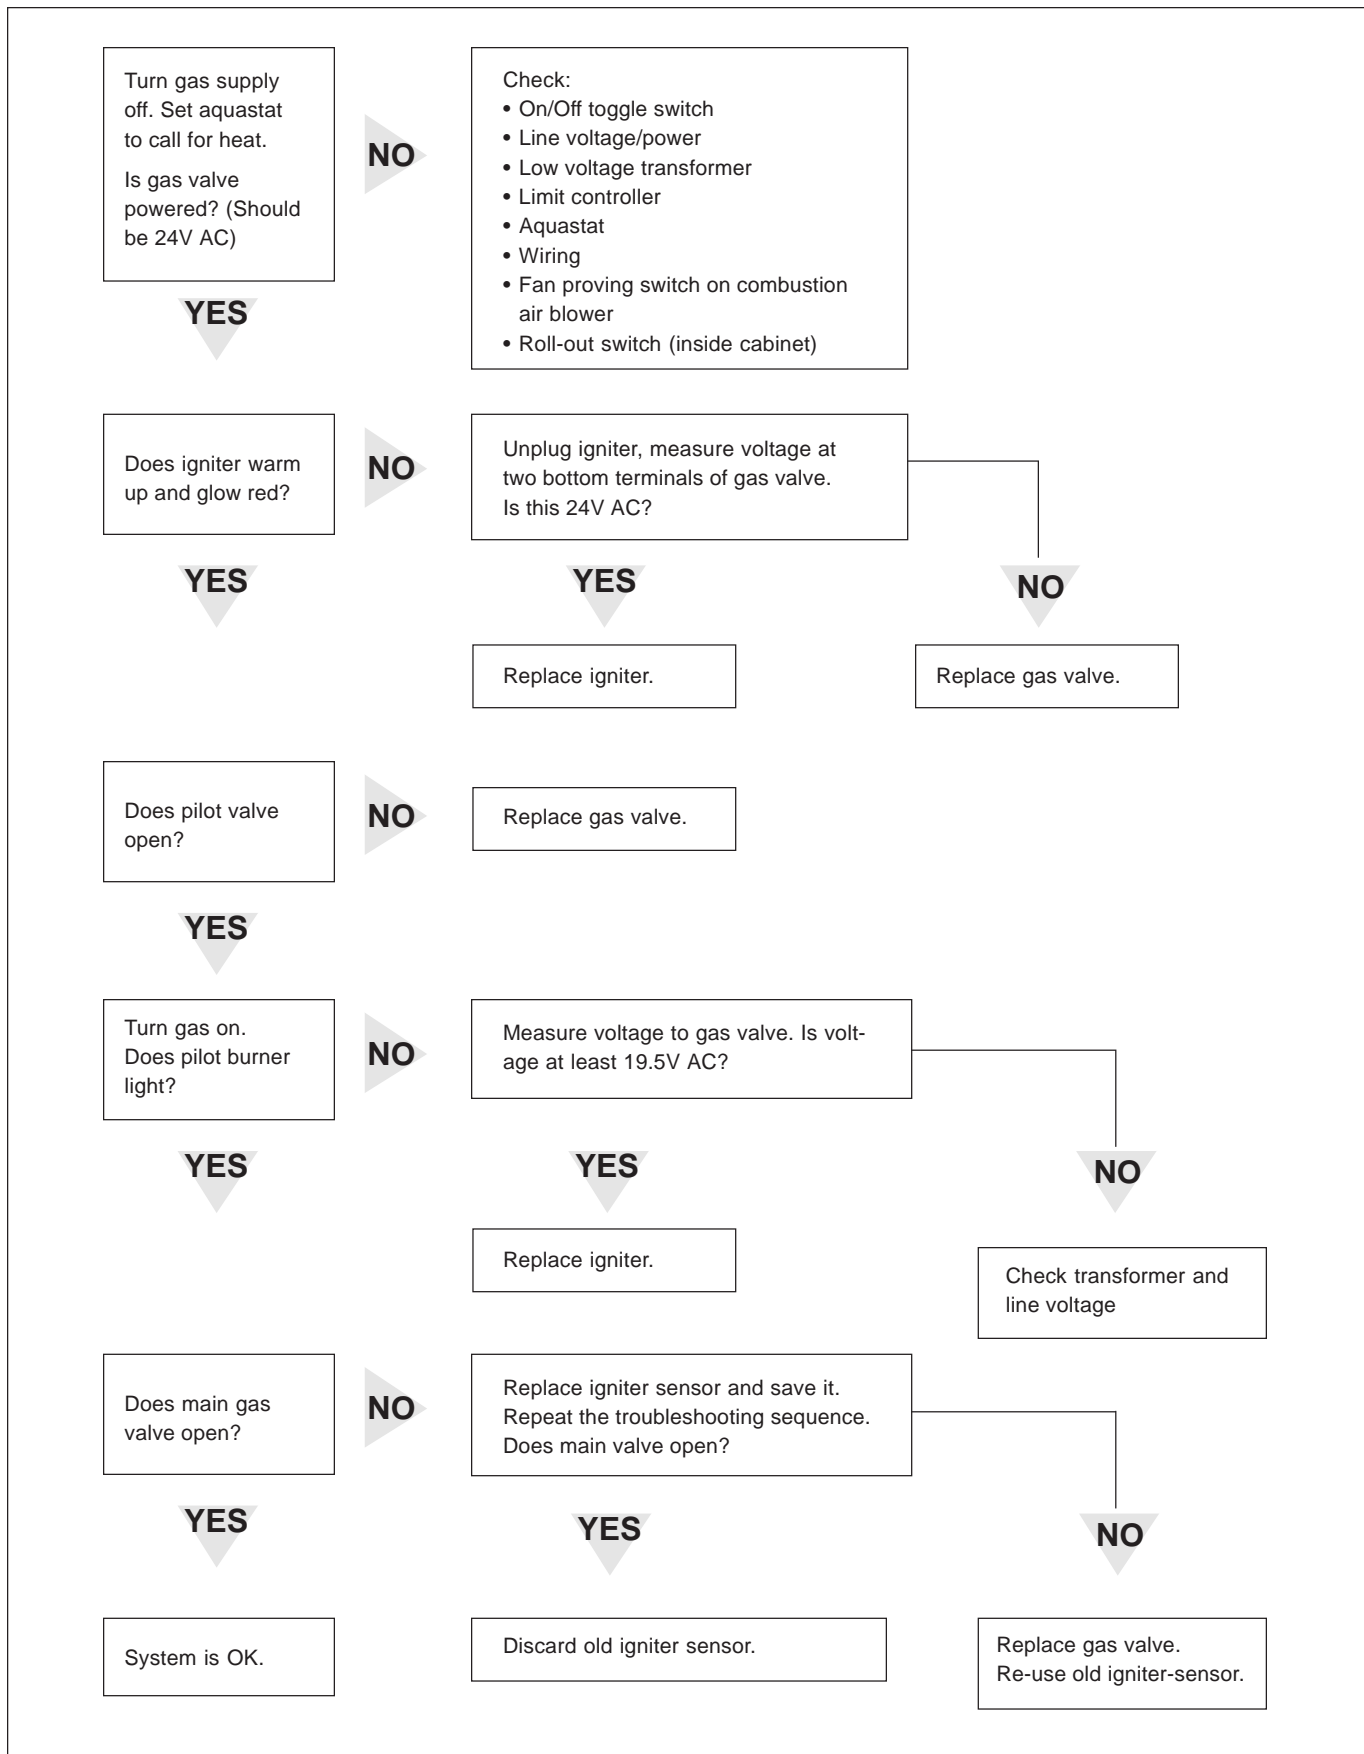 Turn gas supply
off. Set aquastat
to call for heat.
Is gas valve
powered? (Should
be 24V AC)
NO
Check:
• On/Off toggle switch
• Line voltage/power
• Low voltage transformer
• Limit controller
• Aquastat
• Wiring
• Fan proving switch on combustion
air blower
• Roll-out switch (inside cabinet)
YES
Does igniter warm
up and glow red?
NO
Unplug igniter, measure voltage at
two bottom terminals of gas valve.
Is this 24V AC?
YES
YES
NO
Replace igniter.
Replace gas valve.
Does pilot valve
open?
NO
Replace gas valve.
YES
Turn gas on.
Does pilot burner
light?
NO
Measure voltage to gas valve. Is volt-
age at least 19.5V AC?
YES
YES
NO
Replace igniter.
Check transformer and
line voltage
Does main gas
valve open?
NO
Replace igniter sensor and save it.
Repeat the troubleshooting sequence.
Does main valve open?
YES
YES
NO
System is OK.
Discard old igniter sensor.
Replace gas valve.
Re-use old igniter-sensor.